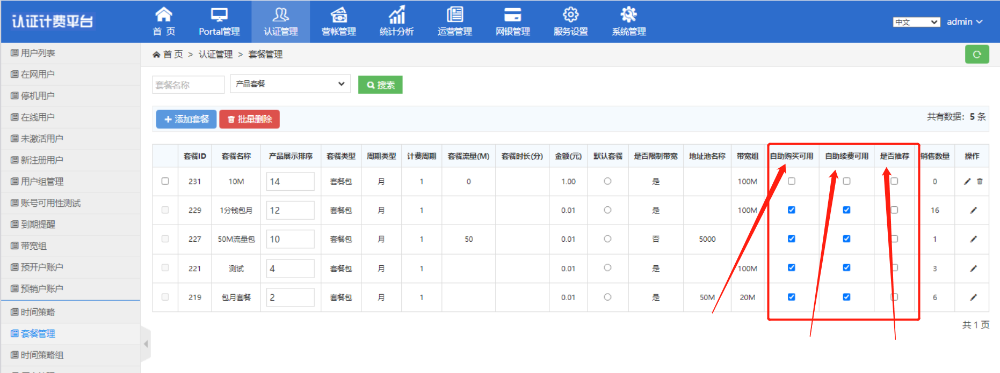 认证计费平台
首 页
Portal管理
认证管理
营帐管理
统计分析
运营管理
网银管理
服务设置
系统管理
中文
admin
用户列表
在网用户
停机用户
在线用户
未激活用户
新注册用户
用户组管理
账号可用性测试
到期提醒
带宽组
预开户账户
预销户账户
时间策略
套餐管理
时间策略组
首 页 > 认证管理 > 套餐管理
套餐名称
产品套餐
搜索
添加套餐
批量删除
共有数据：5 条
套餐ID 套餐名称 产品展示排序 套餐类型 周期类型 计费周期 套餐流量(M) 套餐时长(分) 金额(元) 默认套餐 是否限制带宽 地址池名称 带宽组 自助购买可用 自助续费可用 是否推荐 销售数量 操作
231 10M 14 套餐包 月 1 0 1.00 是 100M 0
229 1分钱包月 12 套餐包 月 1 0.01 是 100M 16
227 50M流量包 10 套餐包 月 1 50 0.01 否 5000 1
221 测试 4 套餐包 月 1 0.01 是 100M 3
219 包月套餐 2 套餐包 月 1 0.01 是 50M 20M 6
共 1 页